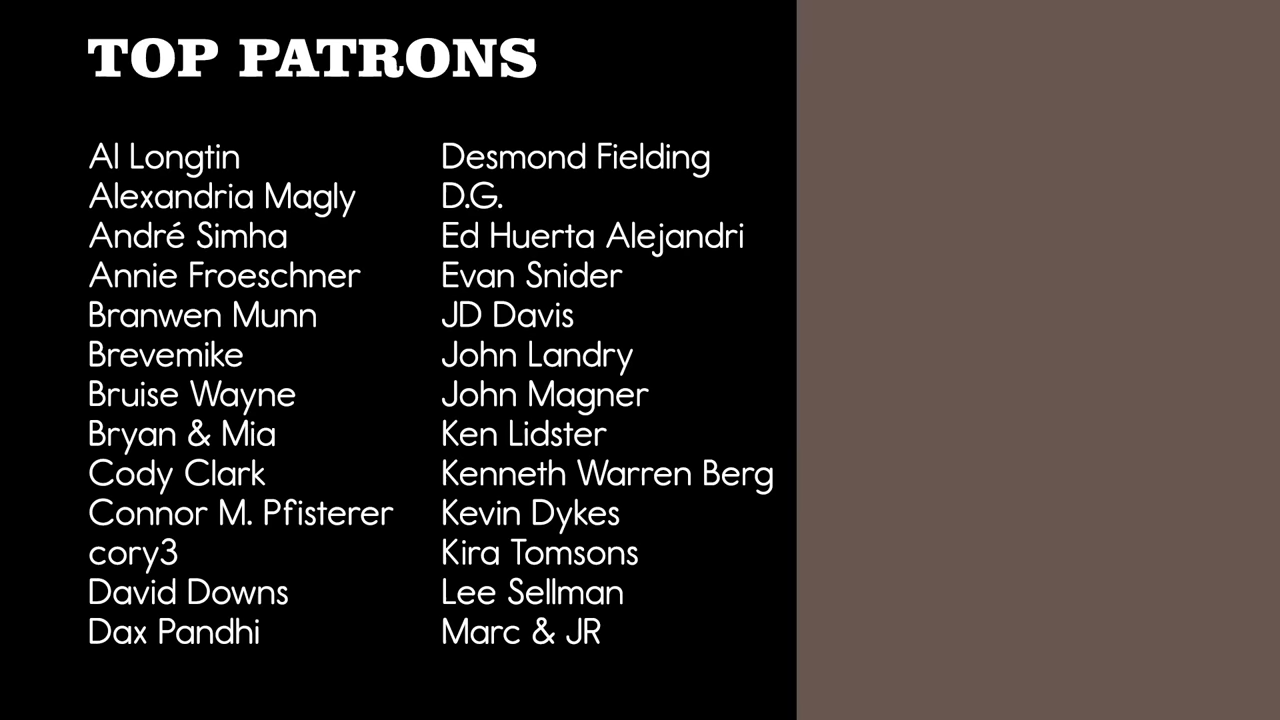 TOP PATRONS
Al Longtin
Alexandria Magly
André Simha
Annie Froeschner
Branwen Munn
Brevemike
Bruise Wayne
Bryan & Mia
Cody Clark
Connor M. Pfisterer
cory3
David Downs
Dax Pandhi
Desmond Fielding
D.G.
Ed Huerta Alejandri
Evan Snider
JD Davis
John Landry
John Magner
Ken Lidster
Kenneth Warren Berg
Kevin Dykes
Kira Tomsons
Lee Sellman
Marc & JR